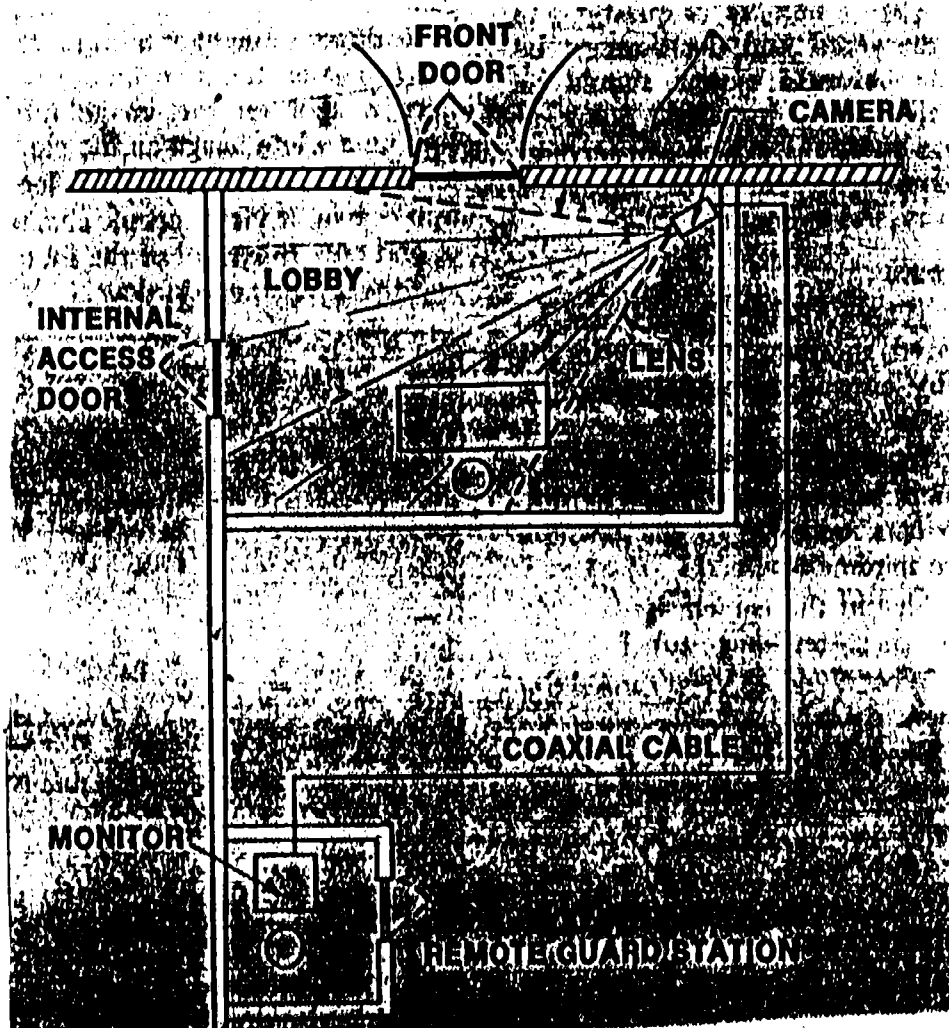 FRONT
DOOR
CAMERA
LOBBY
INTERNAL
ACCESS
DOOR
LENS
COAXIAL CABLE
MONITOR
REMOTE GUARD STATION